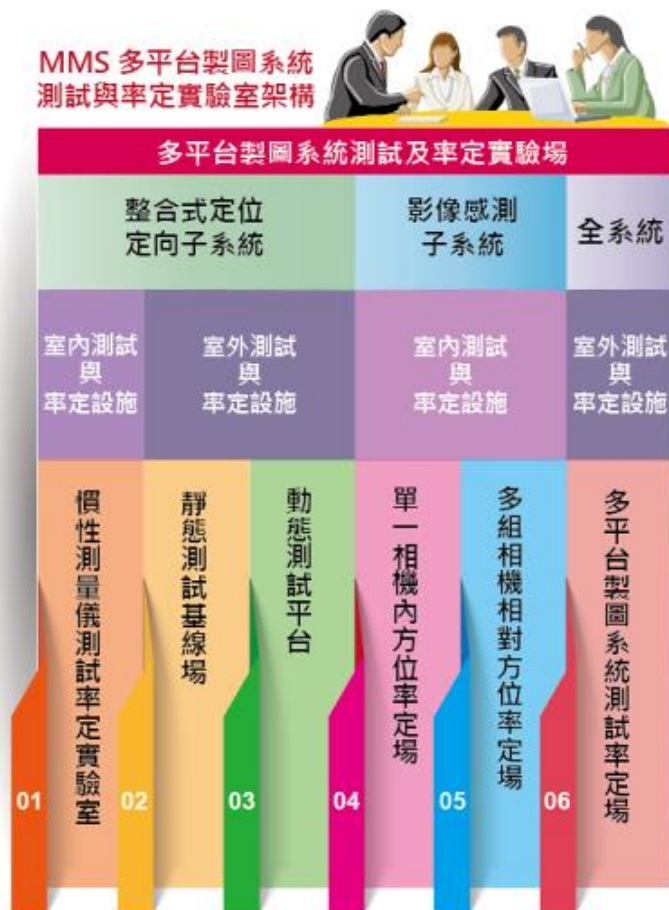 MMS 多平台製圖系統
測試與率定實驗室架構
多平台製圖系統測試及率定實驗場
整合式定位
定向子系統
影像感測
子系統
全系統
室內測試
與
率定設施
室外測試
與
率定設施
室內測試
與
率定設施
室外測試
與
率定設施
慣性測量儀測試率定實驗室
靜態測試基線場
動態測試平台
單一相機內方位率定場
多組相機相對方位率定場
多平台製圖系統測試率定場
01
02
03
04
05
06